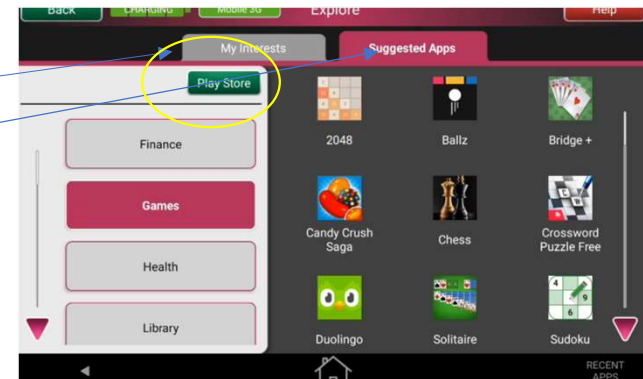 Back
CHARGING
Mobile 3G
Explore
Help
My Interests
Suggested Apps
Play Store
Finance
Games
Health
Library
2048
Ballz
Bridge +
Candy Crush
Saga
Chess
Crossword
Puzzle Free
Duolingo
Solitaire
Sudoku
RECENT
APPS